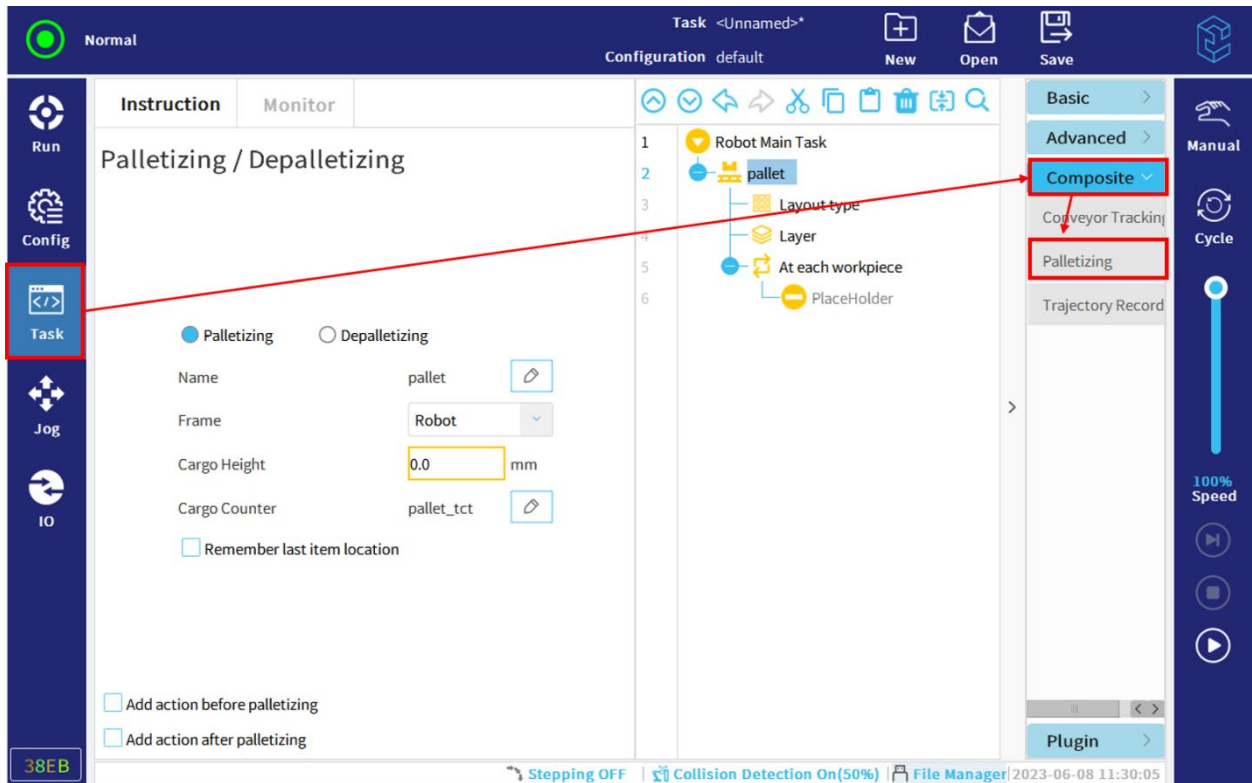 Normal
Task <Unnamed>*
Configuration default
New
Open
Save
Run
Config
Task
Jog
IO
38EB
Instruction
Monitor
Palletizing / Depalletizing
Palletizing
Depalletizing
Name pallet
Frame Robot
Cargo Height 0.0 mm
Cargo Counter pallet_tct
Remember last item location
Add action before palletizing
Add action after palletizing
1 Robot Main Task
2 pallet
3 Layout type
4 Layer
5 At each workpiece
6 PlaceHolder
Basic
Advanced
Composite
Conveyor Tracking
Palletizing
Trajectory Record
Plugin
Manual
Cycle
100%
Speed
Stepping OFF
Collision Detection On(50%)
File Manager
2023-06-08 11:30:05